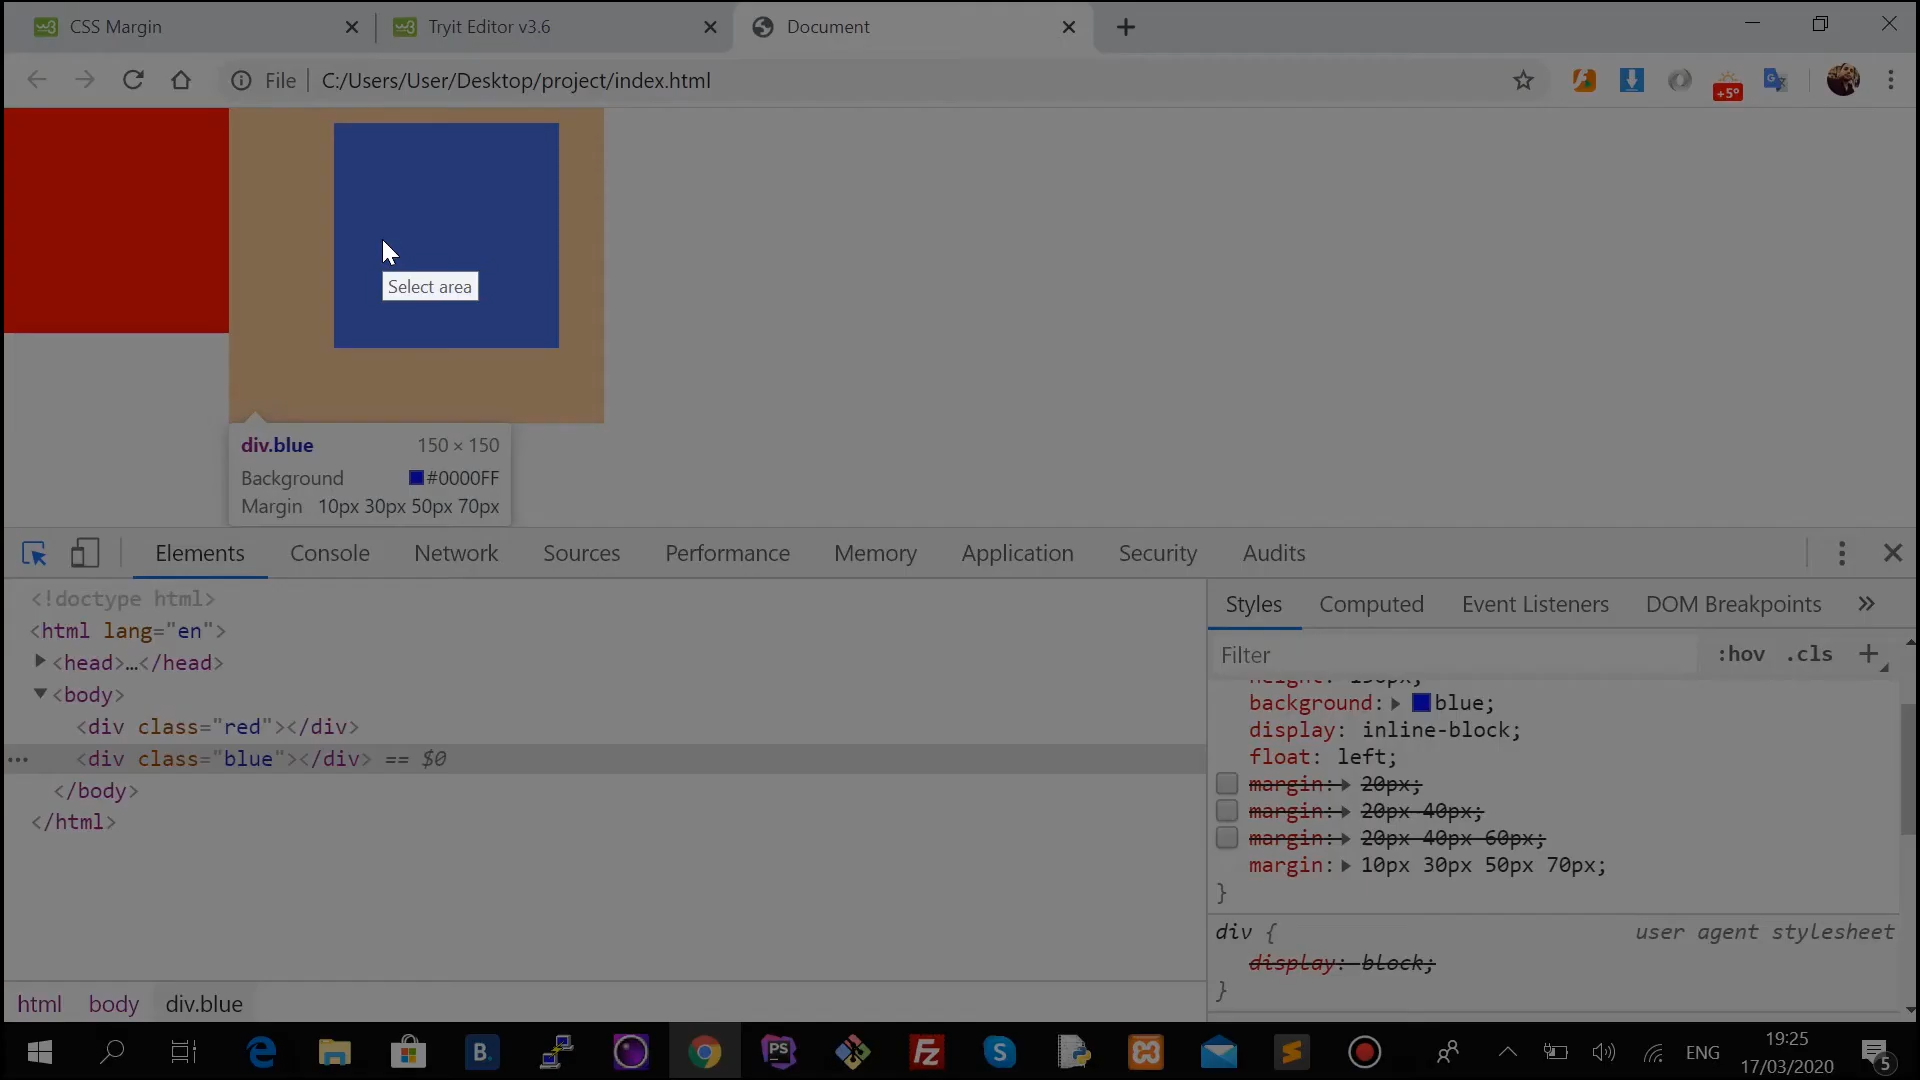 CSS Margin
Tryit Editor v3.6
Document
File
C:/Users/User/Desktop/project/index.html
+5°
Select area
div.blue 150 × 150
Background #0000FF
Margin 10px 30px 50px 70px
Elements Console Network Sources Performance Memory Application Security Audits
<!doctype html>
<html lang="en">
<head>…</head>
<body>
<div class="red"></div>
<div class="blue"></div> == $0
</body>
</html>
html body div.blue
Styles Computed Event Listeners DOM Breakpoints »
Filter :hov .cls +
height: 150px;
background: blue;
display: inline-block;
float: left;
margin: 20px;
margin: 20px 40px;
margin: 20px 40px 60px;
margin: 10px 30px 50px 70px;
}
div { user agent stylesheet
display: block;
}
ENG
19:25
17/03/2020
5